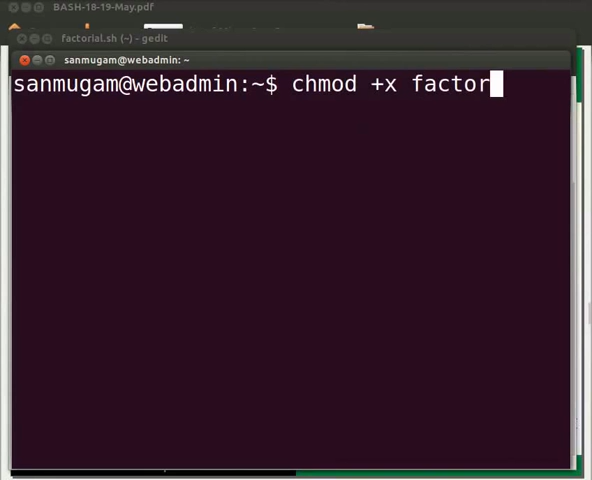 BASH-18-19-May.pdf
factorial.sh (~) - gedit
sanmugam@webadmin: ~
sanmugam@webadmin:~$ chmod +x factor